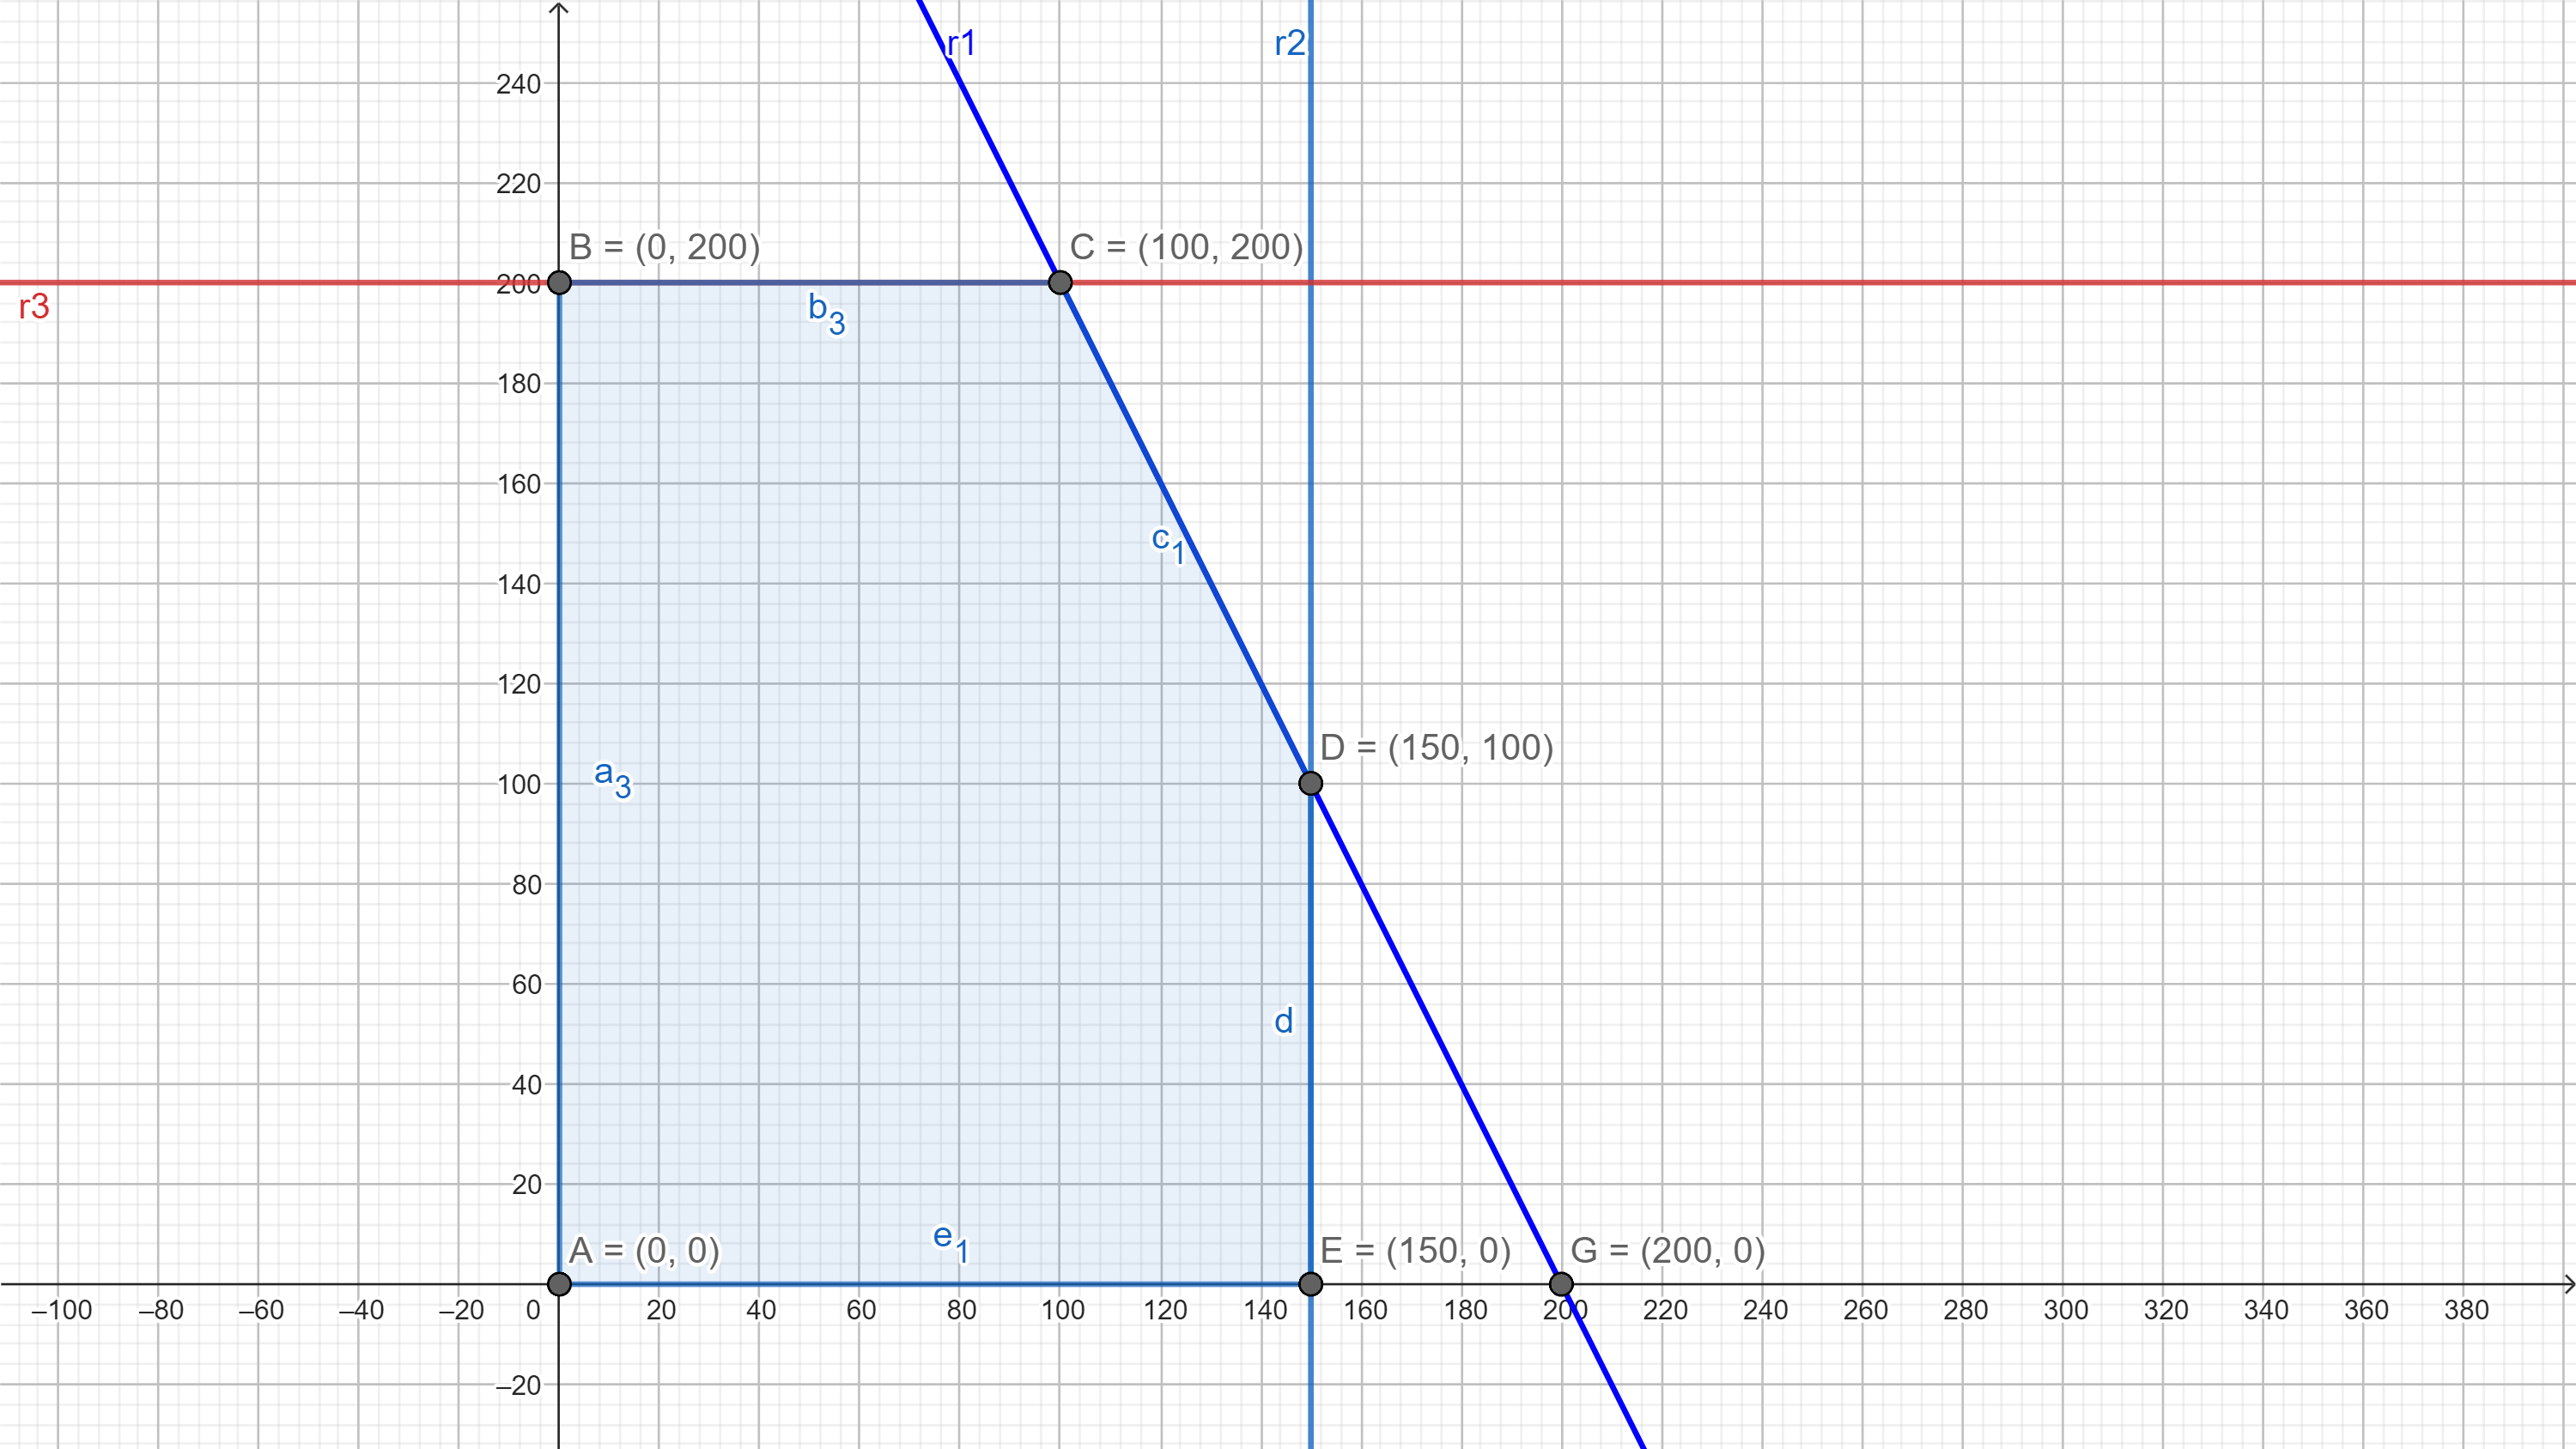 r1
r2
240
220
B = (0, 200)
C = (100, 200)
200
r3
b3
180
160
c1
140
120
D = (150, 100)
a3
100
80
60
d
40
20
e1
A = (0, 0)
E = (150, 0)
G = (200, 0)
–100 –80 –60 –40 –20 0 20 40 60 80 100 120 140 160 180 200 220 240 260 280 300 320 340 360 380
–20